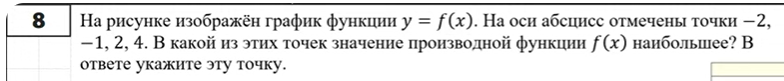 8 На рисунке изображён график функции y = f(x). На оси абсцисс отмечены точки −2,
−1, 2, 4. В какой из этих точек значение производной функции f(x) наибольшее? В
ответе укажите эту точку.